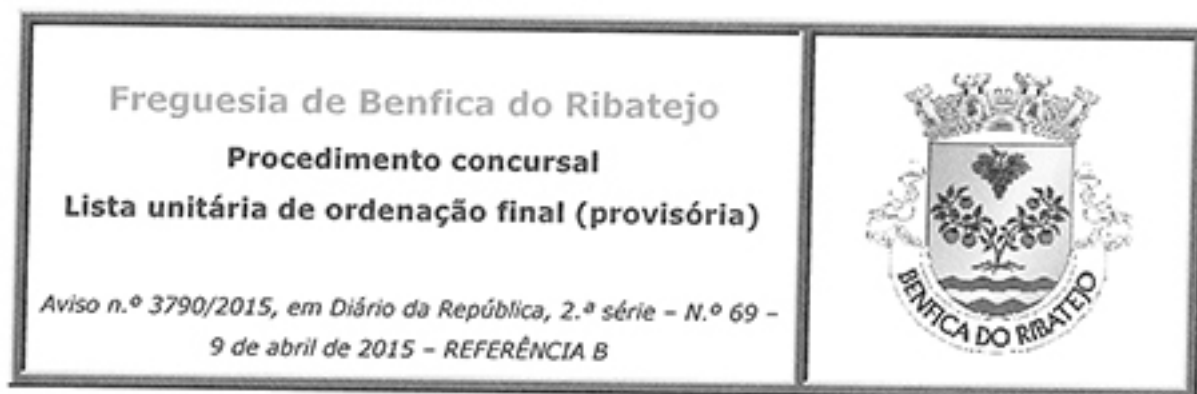 Freguesia de Benfica do Ribatejo
Procedimento concursal
Lista unitária de ordenação final (provisória)
Aviso n.º 3790/2015, em Diário da República, 2.ª série – N.º 69 –
9 de abril de 2015 – REFERÊNCIA B
BENFICA DO RIBATEJO